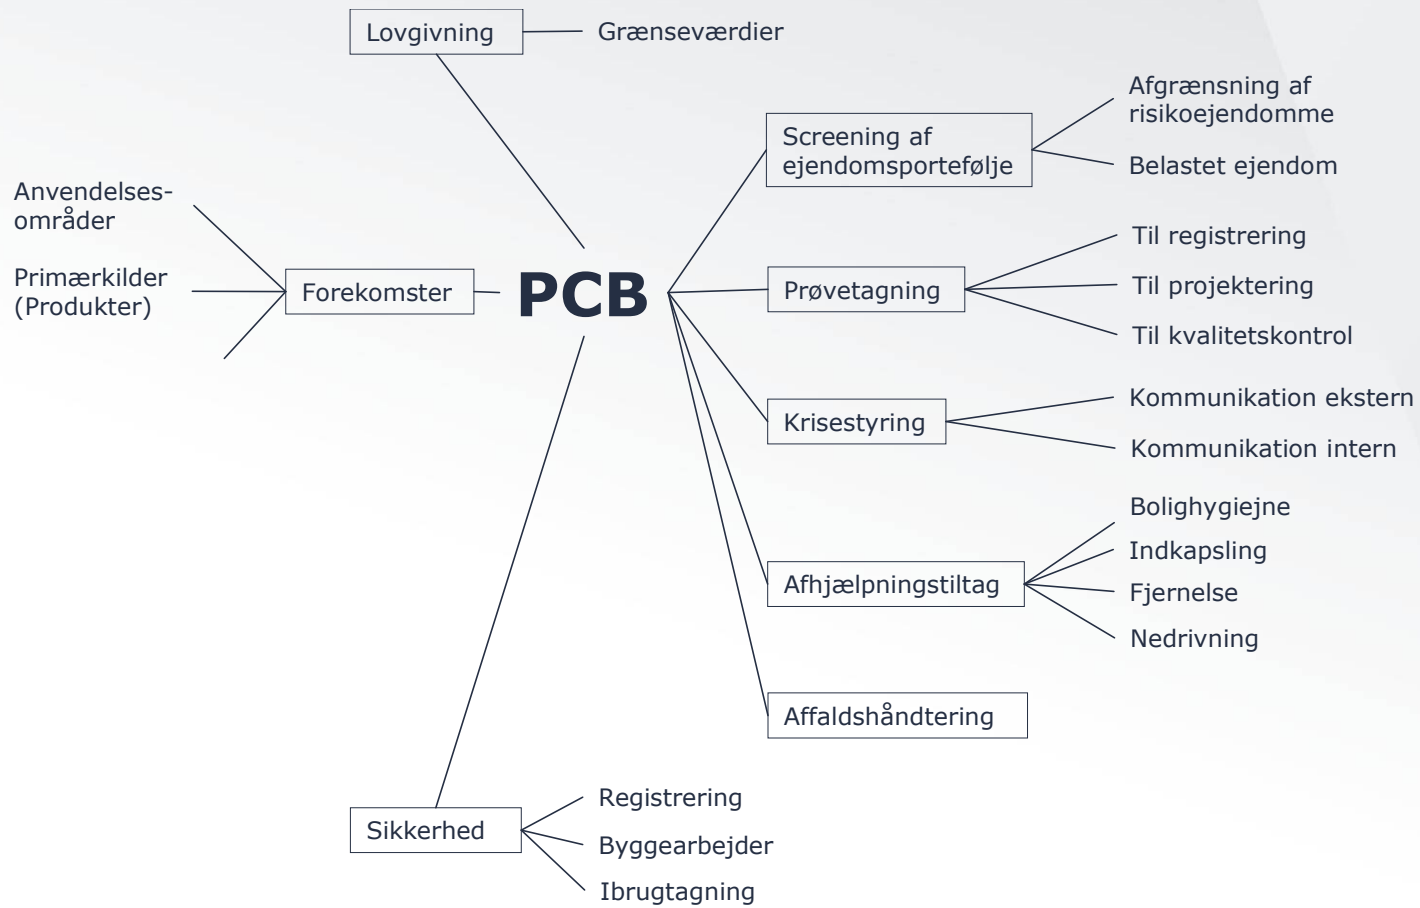 Lovgivning
Grænseværdier
Anvendelses-
områder
Primærkilder
(Produkter)
Forekomster
PCB
Screening af
ejendomsportefølje
Afgrænsning af
risikoejendomme
Belastet ejendom
Prøvetagning
Til registrering
Til projektering
Til kvalitetskontrol
Krisestyring
Kommunikation ekstern
Kommunikation intern
Afhjælpningstiltag
Bolighygiejne
Indkapsling
Fjernelse
Nedrivning
Affaldshåndtering
Sikkerhed
Registrering
Byggearbejder
Ibrugtagning